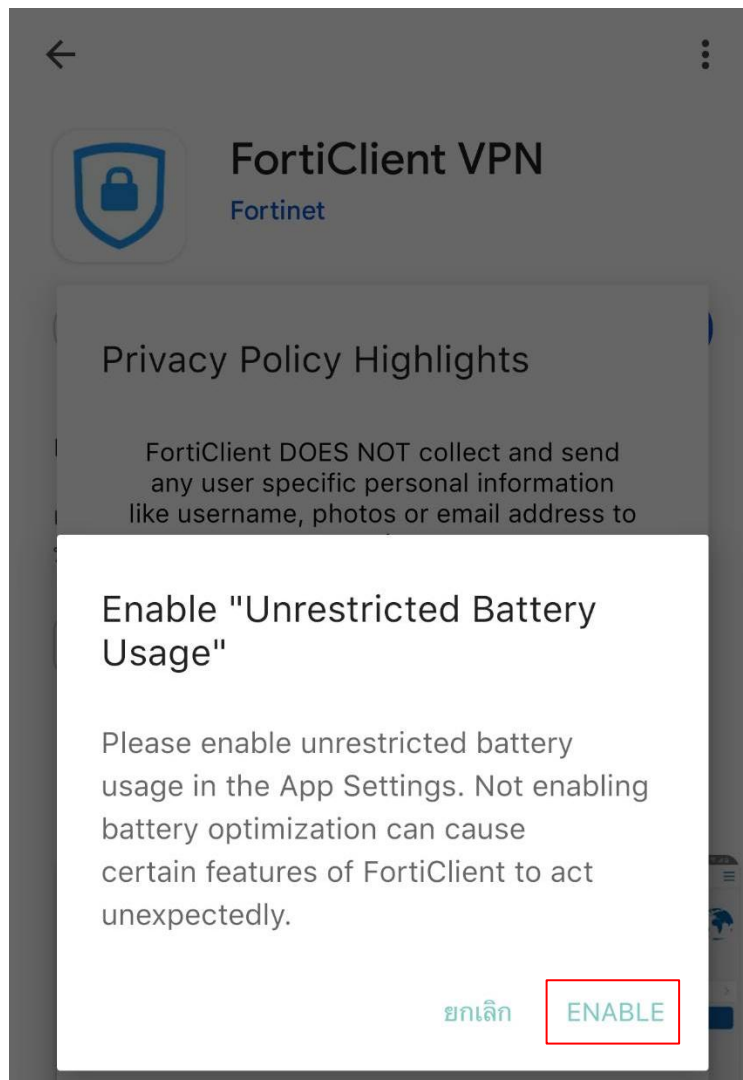 FortiClient VPN
Fortinet
Privacy Policy Highlights
FortiClient DOES NOT collect and send
any user specific personal information
like username, photos or email address to
Enable "Unrestricted Battery
Usage"
Please enable unrestricted battery
usage in the App Settings. Not enabling
battery optimization can cause
certain features of FortiClient to act
unexpectedly.
ยกเลิก ENABLE